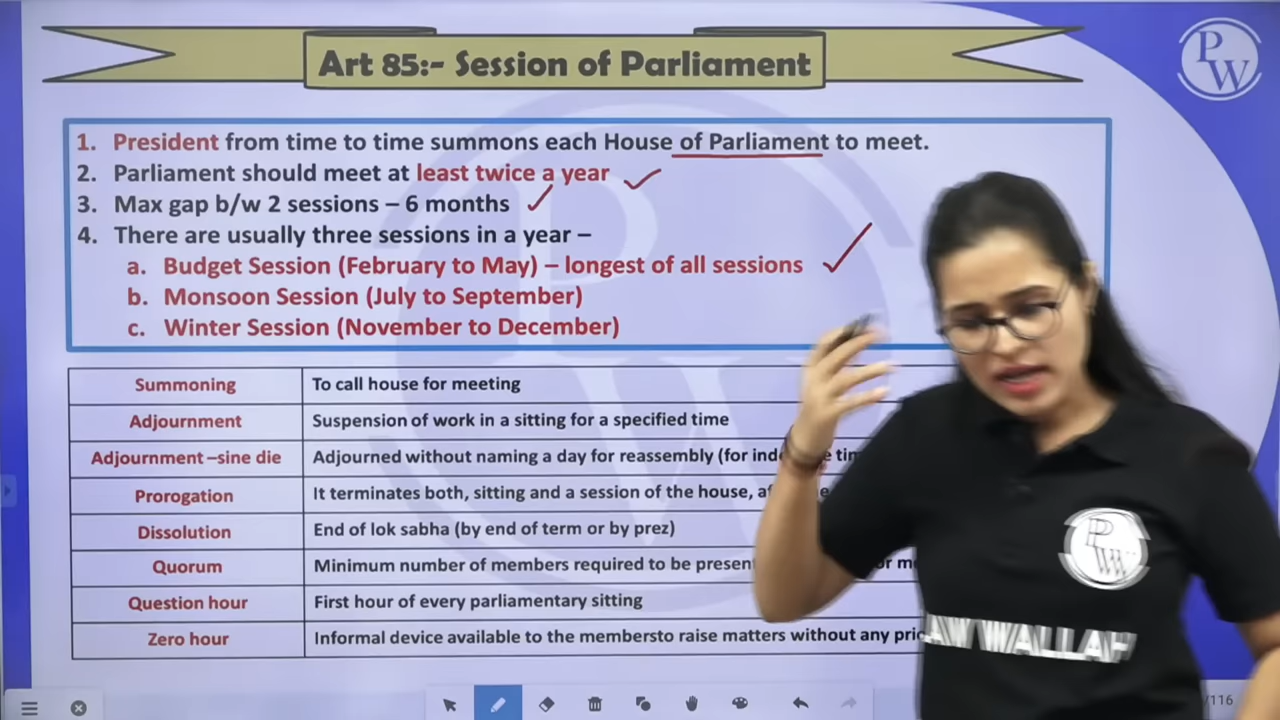 Art 85:- Session of Parliament
PW
1. President from time to time summons each House of Parliament to meet.
2. Parliament should meet at least twice a year
3. Max gap b/w 2 sessions – 6 months
4. There are usually three sessions in a year –
a. Budget Session (February to May) – longest of all sessions
b. Monsoon Session (July to September)
c. Winter Session (November to December)
Summoning To call house for meeting
Adjournment Suspension of work in a sitting for a specified time
Adjournment –sine die Adjourned without naming a day for reassembly (for
Prorogation It terminates both, sitting and a session of the house,
Dissolution End of lok sabha (by end of term or by prez)
Quorum Minimum number of members required to be present
Question hour First hour of every parliamentary sitting
Zero hour Informal device available to the membersto raise matters without any
PW
LAW WALLAH
/116